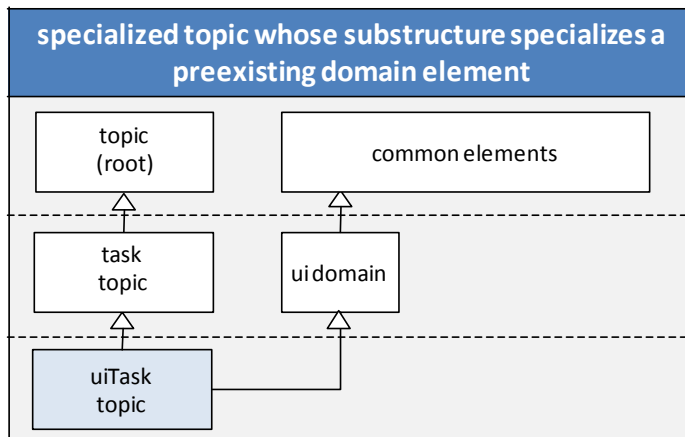 specialized topic whose substructure specializes a
preexisting domain element
topic
(root)
common elements
task
topic
ui domain
uiTask
topic